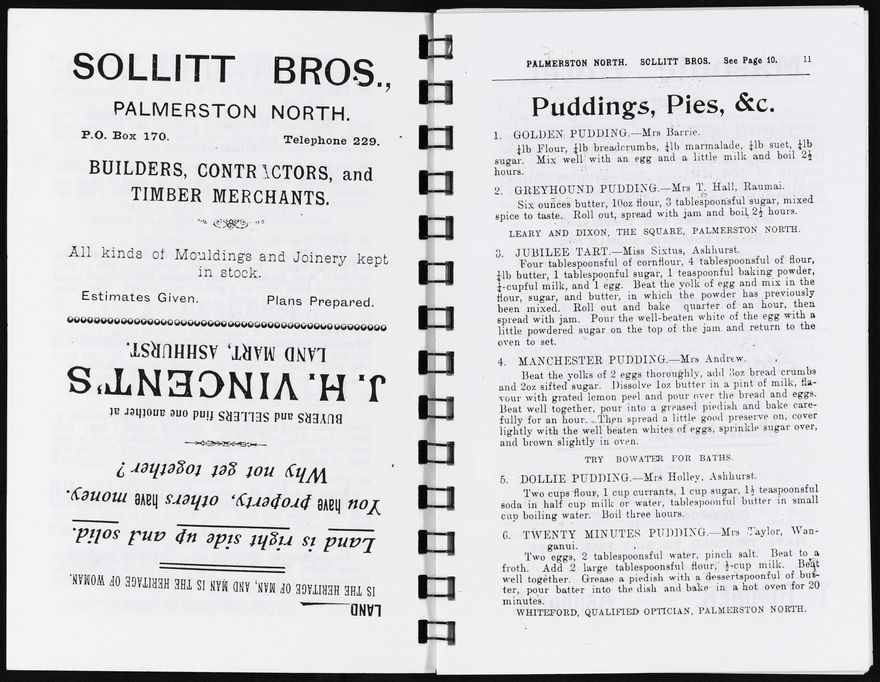 SOLLITT BROS.,
PALMERSTON NORTH.
P.O. Box 170. Telephone 229.
BUILDERS, CONTRACTORS, and
TIMBER MERCHANTS.
All kinds of Mouldings and Joinery kept
in stock.
Estimates Given. Plans Prepared.
LAND
IS THE HERITAGE OF MAN, AND MAN IS THE HERITAGE OF WOMAN.
Land is right side up and solid.
You have property, others have money.
Why not get together?
BUYERS and SELLERS find one another at
J. H. VINCENT'S
LAND MART, ASHHURST.
PALMERSTON NORTH. SOLLITT BROS. See Page 10. 11
Puddings, Pies, &c.
1. GOLDEN PUDDING.—Mrs Barrie.
¼lb Flour, ¼lb breadcrumbs, ¼lb marmalade, ¼lb suet, ¼lb
sugar. Mix well with an egg and a little milk and boil 2½
hours.
2. GREYHOUND PUDDING.—Mrs T. Hall, Raumai.
Six ounces butter, 10oz flour, 3 tablespoonsful sugar, mixed
spice to taste. Roll out, spread with jam and boil 2½ hours.
LEARY AND DIXON, THE SQUARE, PALMERSTON NORTH.
3. JUBILEE TART.—Miss Sixtus, Ashhurst.
Four tablespoonsful of cornflour, 4 tablespoonsful of flour,
¼lb butter, 1 tablespoonful sugar, 1 teaspoonful baking powder,
¼-cupful milk, and 1 egg. Beat the yolk of egg and mix in the
flour, sugar, and butter, in which the powder has previously
been mixed. Roll out and bake quarter of an hour, then
spread with jam. Pour the well-beaten white of the egg with a
little powdered sugar on the top of the jam and return to the
oven to set.
4. MANCHESTER PUDDING.—Mrs Andrew.
Beat the yolks of 2 eggs thoroughly, add 3oz bread crumbs
and 2oz sifted sugar. Dissolve 1oz butter in a pint of milk, fla-
vour with grated lemon peel and pour over the bread and eggs.
Beat well together, pour into a greased piedish and bake care-
fully for an hour. Then spread a little good preserve on, cover
lightly with the well beaten whites of eggs, sprinkle sugar over,
and brown slightly in oven.
TRY BOWATER FOR BATHS.
5. DOLLIE PUDDING.—Mrs Holley, Ashhurst.
Two cups flour, 1 cup currants, 1 cup sugar, 1½ teaspoonsful
soda in half cup milk or water, tablespoonful butter in small
cup boiling water. Boil three hours.
6. TWENTY MINUTES PUDDING.—Mrs Taylor, Wan-
ganui.
Two eggs, 2 tablespoonsful water, pinch salt. Beat to a
froth. Add 2 large tablespoonsful flour, ½-cup milk. Beat
well together. Grease a piedish with a dessertspoonful of but-
ter, pour batter into the dish and bake in a hot oven for 20
minutes.
WHITEFORD, QUALIFIED OPTICIAN, PALMERSTON NORTH.